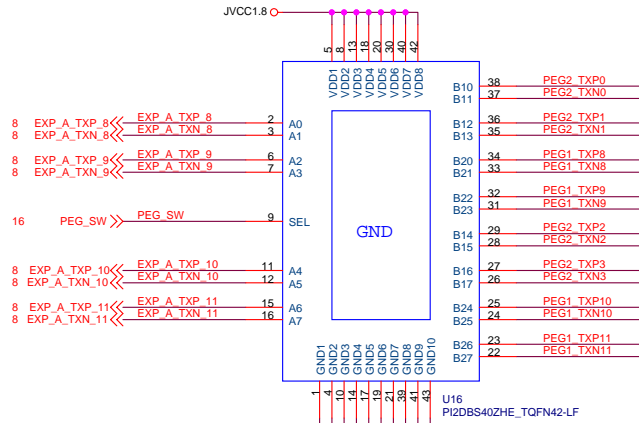 JVCC1.8
5 8 13 18 20 30 40 42
VDD1 VDD2 VDD3 VDD4 VDD5 VDD6 VDD7 VDD8
8 EXP_A_TXP_8 EXP_A_TXP_8 2 A0
8 EXP_A_TXN_8 EXP_A_TXN_8 3 A1
8 EXP_A_TXP_9 EXP_A_TXP_9 6 A2
8 EXP_A_TXN_9 EXP_A_TXN_9 7 A3
16 PEG_SW PEG_SW 9 SEL
8 EXP_A_TXP_10 EXP_A_TXP_10 11 A4
8 EXP_A_TXN_10 EXP_A_TXN_10 12 A5
8 EXP_A_TXP_11 EXP_A_TXP_11 15 A6
8 EXP_A_TXN_11 EXP_A_TXN_11 16 A7
GND
B10 38 PEG2_TXP0
B11 37 PEG2_TXN0
B12 36 PEG2_TXP1
B13 35 PEG2_TXN1
B20 34 PEG1_TXP8
B21 33 PEG1_TXN8
B22 32 PEG1_TXP9
B23 31 PEG1_TXN9
B14 29 PEG2_TXP2
B15 28 PEG2_TXN2
B16 27 PEG2_TXP3
B17 26 PEG2_TXN3
B24 25 PEG1_TXP10
B25 24 PEG1_TXN10
B26 23 PEG1_TXP11
B27 22 PEG1_TXN11
GND1 GND2 GND3 GND4 GND5 GND6 GND7 GND8 GND9 GND10
1 4 10 14 17 19 21 39 41 43
U16
PI2DBS40ZHE_TQFN42-LF